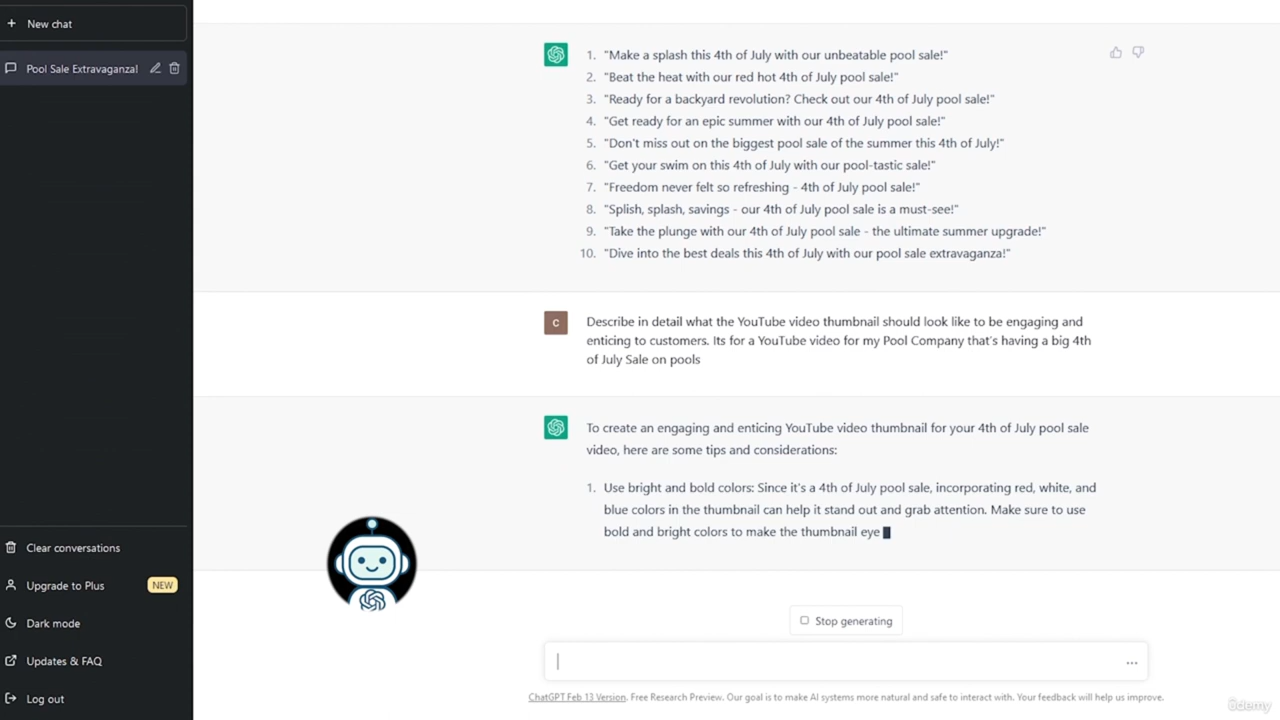 New chat
Pool Sale Extravaganza!
1. "Make a splash this 4th of July with our unbeatable pool sale!"
2. "Beat the heat with our red hot 4th of July pool sale!"
3. "Ready for a backyard revolution? Check out our 4th of July pool sale!"
4. "Get ready for an epic summer with our 4th of July pool sale!"
5. "Don't miss out on the biggest pool sale of the summer this 4th of July!"
6. "Get your swim on this 4th of July with our pool-tastic sale!"
7. "Freedom never felt so refreshing - 4th of July pool sale!"
8. "Splish, splash, savings - our 4th of July pool sale is a must-see!"
9. "Take the plunge with our 4th of July pool sale - the ultimate summer upgrade!"
10. "Dive into the best deals this 4th of July with our pool sale extravaganza!"
C
Describe in detail what the YouTube video thumbnail should look like to be engaging and
enticing to customers. Its for a YouTube video for my Pool Company that's having a big 4th
of July Sale on pools
To create an engaging and enticing YouTube video thumbnail for your 4th of July pool sale
video, here are some tips and considerations:
1. Use bright and bold colors: Since it's a 4th of July pool sale, incorporating red, white, and
blue colors in the thumbnail can help it stand out and grab attention. Make sure to use
bold and bright colors to make the thumbnail eye
Clear conversations
Upgrade to Plus NEW
Dark mode
Updates & FAQ
Log out
Stop generating
ChatGPT Feb 13 Version. Free Research Preview. Our goal is to make AI systems more natural and safe to interact with. Your feedback will help us improve.
ûdemy